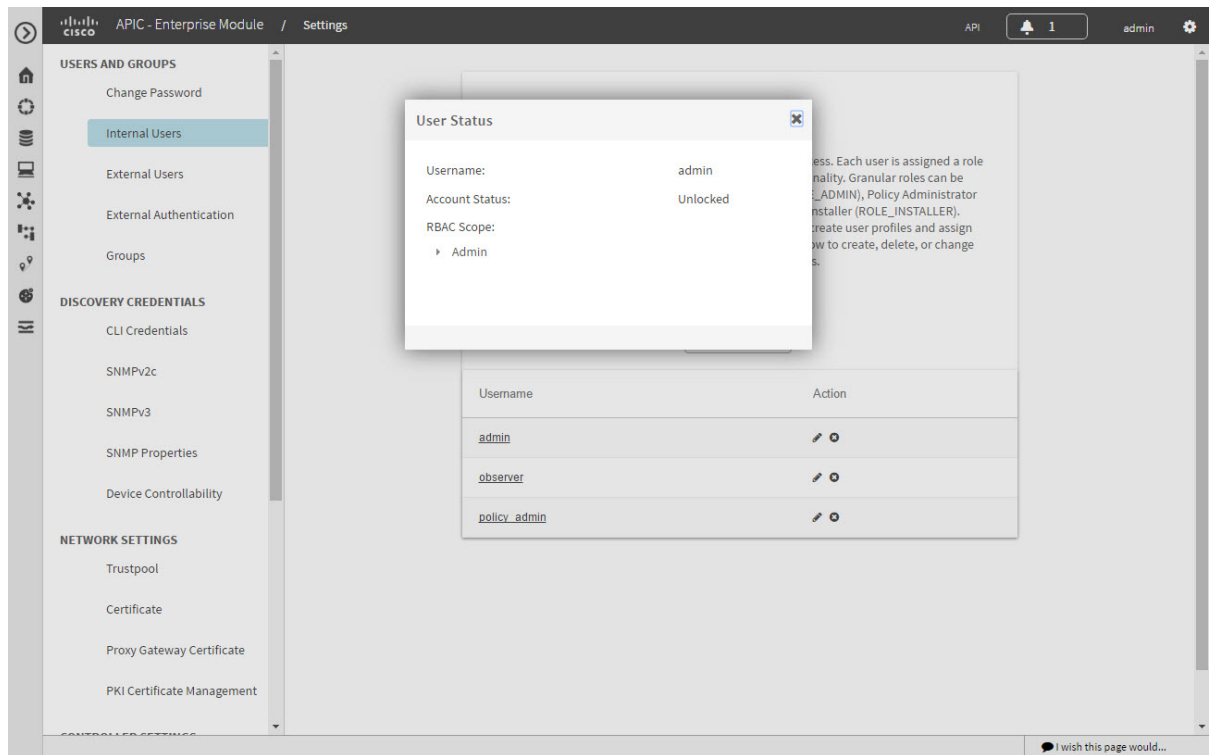 CISCO
APIC - Enterprise Module / Settings
API
1
admin
USERS AND GROUPS
Change Password
Internal Users
External Users
External Authentication
Groups
DISCOVERY CREDENTIALS
CLI Credentials
SNMPv2c
SNMPv3
SNMP Properties
Device Controllability
NETWORK SETTINGS
Trustpool
Certificate
Proxy Gateway Certificate
PKI Certificate Management
CONTROLLER SETTINGS
User Status
Username: admin
Account Status: Unlocked
RBAC Scope:
Admin
ess. Each user is assigned a role
nality. Granular roles can be
_ADMIN), Policy Administrator
nstaller (ROLE_INSTALLER).
create user profiles and assign
ow to create, delete, or change
s.
Username Action
admin
observer
policy_admin
I wish this page would...